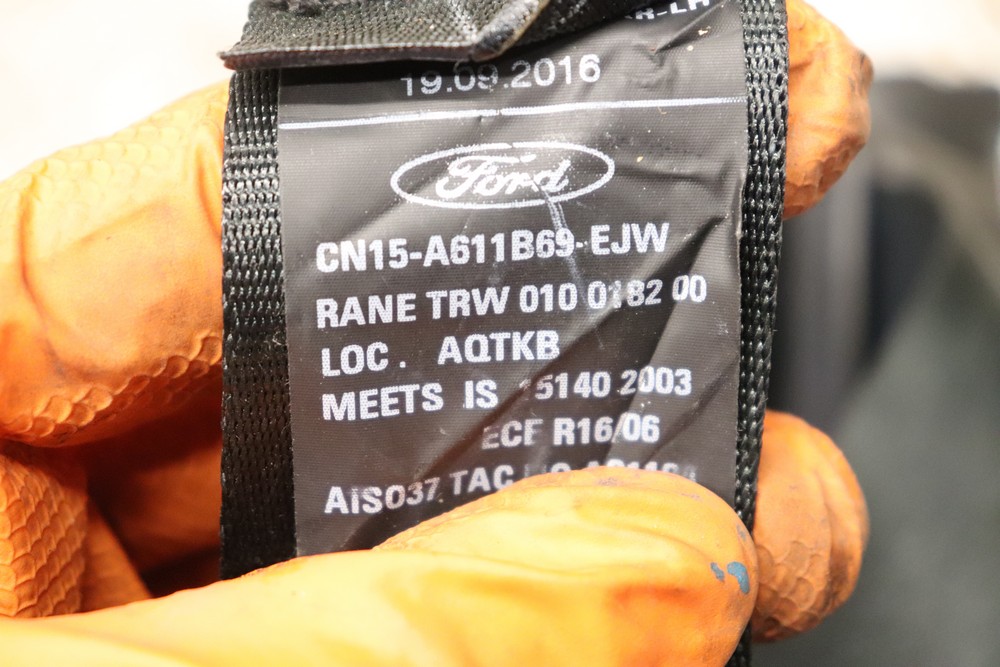 R-LH
19.09.2016
Ford
CN15-A611B69-EJW
RANE TRW 010 0182 00
LOC . AQTKB
MEETS IS 15140 2003
R16/06
AIS037 TAC